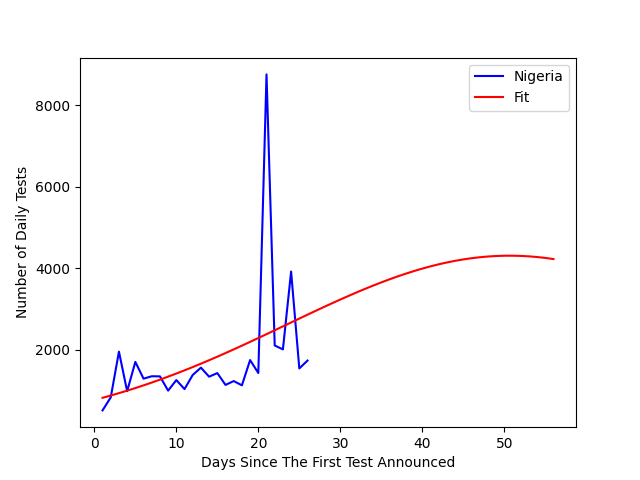 Nigeria
Fit
8000
6000
4000
2000
Number of Daily Tests
0 10 20 30 40 50
Days Since The First Test Announced